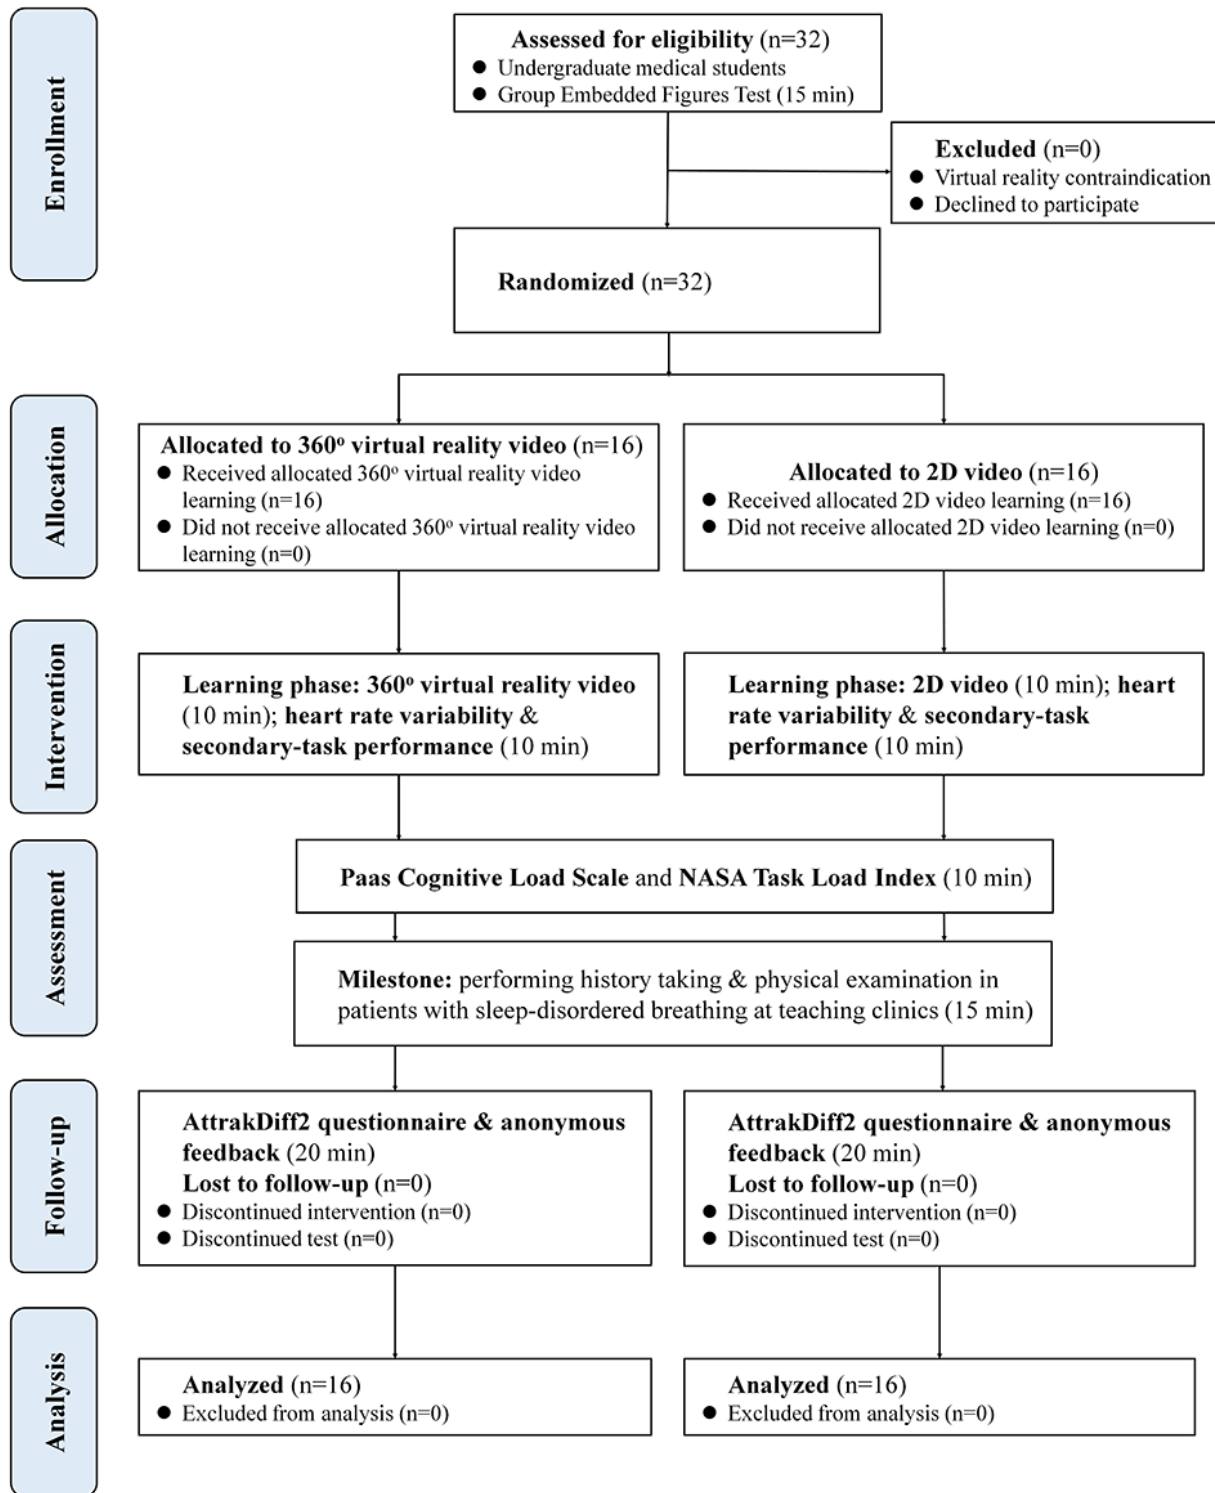 Enrollment
Assessed for eligibility (n=32)
● Undergraduate medical students
● Group Embedded Figures Test (15 min)
Excluded (n=0)
● Virtual reality contraindication
● Declined to participate
Randomized (n=32)
Allocation
Allocated to 360º virtual reality video (n=16)
● Received allocated 360º virtual reality video
learning (n=16)
● Did not receive allocated 360º virtual reality video
learning (n=0)
Allocated to 2D video (n=16)
● Received allocated 2D video learning (n=16)
● Did not receive allocated 2D video learning (n=0)
Intervention
Learning phase: 360º virtual reality video
(10 min); heart rate variability &
secondary-task performance (10 min)
Learning phase: 2D video (10 min); heart
rate variability & secondary-task
performance (10 min)
Assessment
Paas Cognitive Load Scale and NASA Task Load Index (10 min)
Milestone: performing history taking & physical examination in
patients with sleep-disordered breathing at teaching clinics (15 min)
Follow-up
AttrakDiff2 questionnaire & anonymous
feedback (20 min)
Lost to follow-up (n=0)
● Discontinued intervention (n=0)
● Discontinued test (n=0)
AttrakDiff2 questionnaire & anonymous
feedback (20 min)
Lost to follow-up (n=0)
● Discontinued intervention (n=0)
● Discontinued test (n=0)
Analysis
Analyzed (n=16)
● Excluded from analysis (n=0)
Analyzed (n=16)
● Excluded from analysis (n=0)